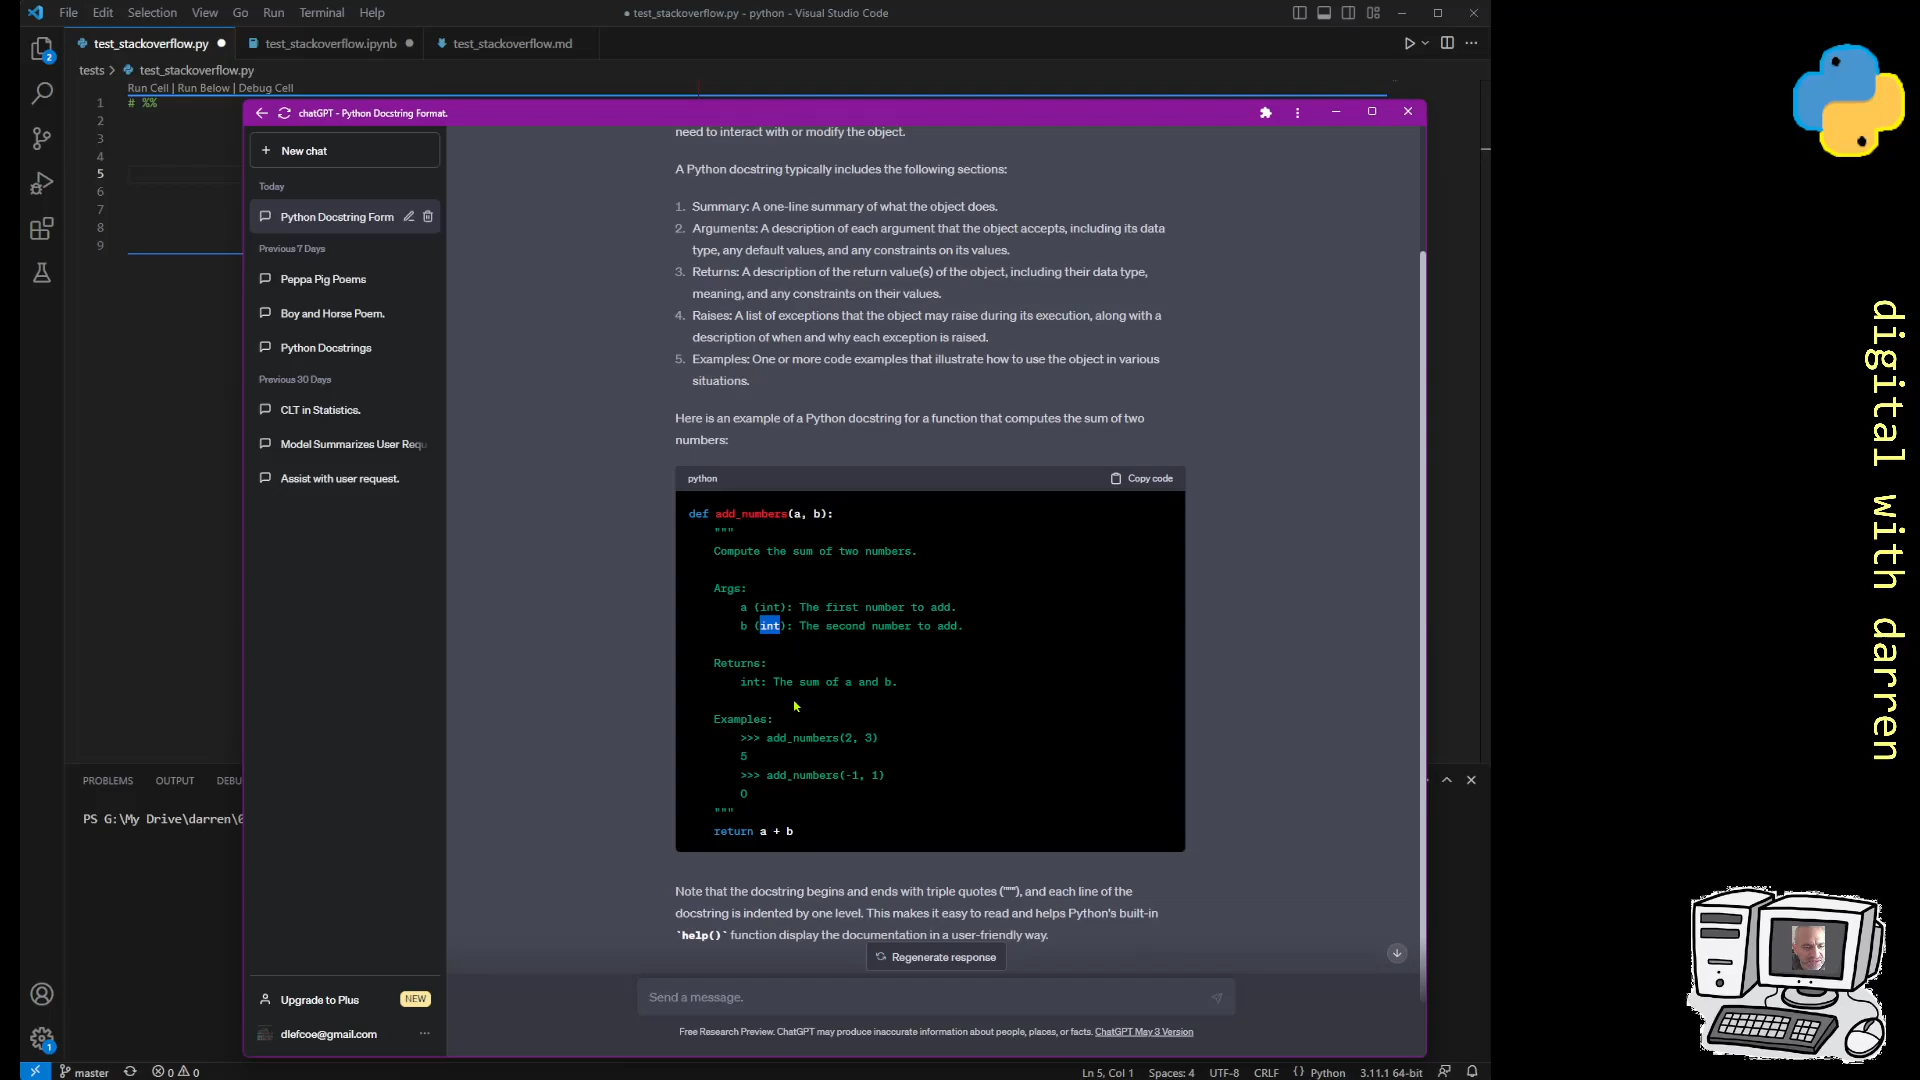 File Edit Selection View Go Run Terminal Help
● test_stackoverflow.py - python - Visual Studio Code
test_stackoverflow.py
test_stackoverflow.ipynb
test_stackoverflow.md
tests > test_stackoverflow.py
Run Cell | Run Below | Debug Cell
1 # %%
2
3
4
5
6
7
8
9
2
chatGPT - Python Docstring Format.
+ New chat
Today
Python Docstring Form
Previous 7 Days
Peppa Pig Poems
Boy and Horse Poem.
Python Docstrings
Previous 30 Days
CLT in Statistics.
Model Summarizes User Requ
Assist with user request.
Upgrade to Plus NEW
dlefcoe@gmail.com ...
need to interact with or modify the object.
A Python docstring typically includes the following sections:
1. Summary: A one-line summary of what the object does.
2. Arguments: A description of each argument that the object accepts, including its data
type, any default values, and any constraints on its values.
3. Returns: A description of the return value(s) of the object, including their data type,
meaning, and any constraints on their values.
4. Raises: A list of exceptions that the object may raise during its execution, along with a
description of when and why each exception is raised.
5. Examples: One or more code examples that illustrate how to use the object in various
situations.
Here is an example of a Python docstring for a function that computes the sum of two
numbers:
python Copy code
def add_numbers(a, b):
"""
Compute the sum of two numbers.
Args:
a (int): The first number to add.
b (int): The second number to add.
Returns:
int: The sum of a and b.
Examples:
>>> add_numbers(2, 3)
5
>>> add_numbers(-1, 1)
0
"""
return a + b
Note that the docstring begins and ends with triple quotes ("""), and each line of the
docstring is indented by one level. This makes it easy to read and helps Python's built-in
`help()` function display the documentation in a user-friendly way.
Regenerate response
Send a message.
Free Research Preview. ChatGPT may produce inaccurate information about people, places, or facts. ChatGPT May 3 Version
PROBLEMS OUTPUT DEBU
PS G:\My Drive\darren\
1
master 0 0
Ln 5, Col 1 Spaces: 4 UTF-8 CRLF {} Python 3.11.1 64-bit
digital with darren